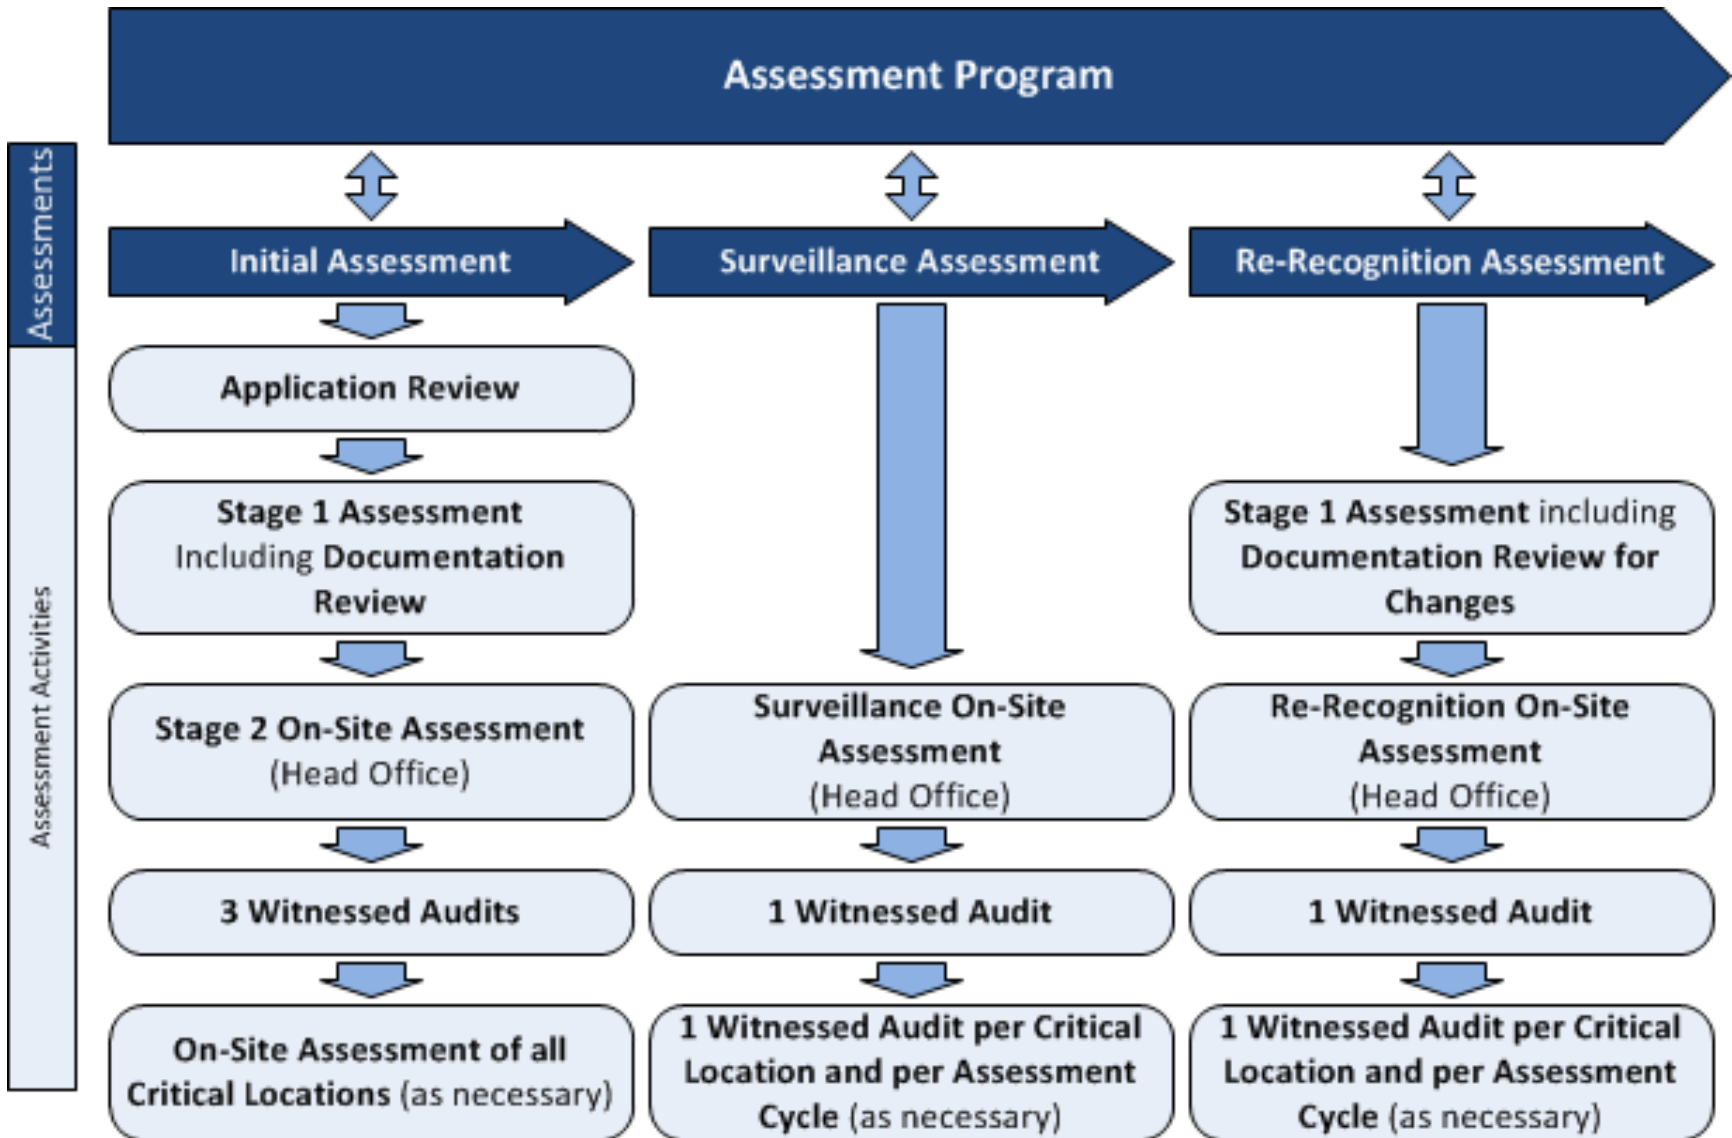 Assessment Program
Assessments
Initial Assessment
Surveillance Assessment
Re-Recognition Assessment
Assessment Activities
Application Review
Stage 1 Assessment
Including Documentation
Review
Stage 2 On-Site Assessment
(Head Office)
3 Witnessed Audits
On-Site Assessment of all
Critical Locations (as necessary)
Surveillance On-Site
Assessment
(Head Office)
1 Witnessed Audit
1 Witnessed Audit per Critical
Location and per Assessment
Cycle (as necessary)
Stage 1 Assessment including
Documentation Review for
Changes
Re-Recognition On-Site
Assessment
(Head Office)
1 Witnessed Audit
1 Witnessed Audit per Critical
Location and per Assessment
Cycle (as necessary)